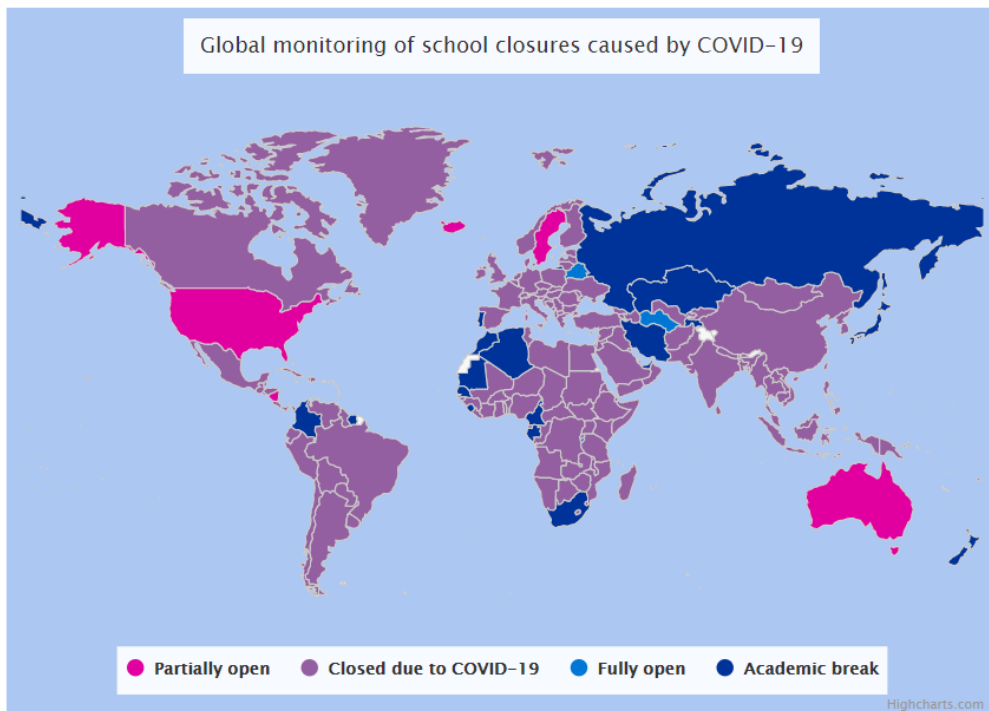 Global monitoring of school closures caused by COVID-19
Partially open
Closed due to COVID-19
Fully open
Academic break
Highcharts.com